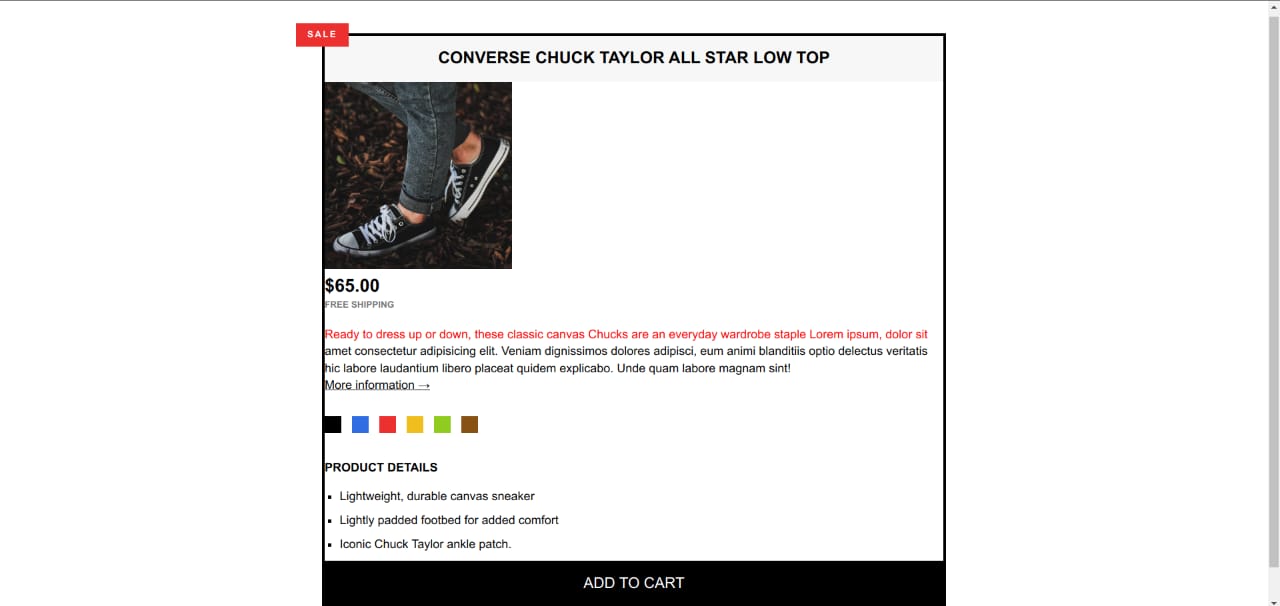 SALE
CONVERSE CHUCK TAYLOR ALL STAR LOW TOP
$65.00
FREE SHIPPING
Ready to dress up or down, these classic canvas Chucks are an everyday wardrobe staple Lorem ipsum, dolor sit
amet consectetur adipisicing elit. Veniam dignissimos dolores adipisci, eum animi blanditiis optio delectus veritatis
hic labore laudantium libero placeat quidem explicabo. Unde quam labore magnam sint!
More information →
PRODUCT DETAILS
▪ Lightweight, durable canvas sneaker
▪ Lightly padded footbed for added comfort
▪ Iconic Chuck Taylor ankle patch.
ADD TO CART